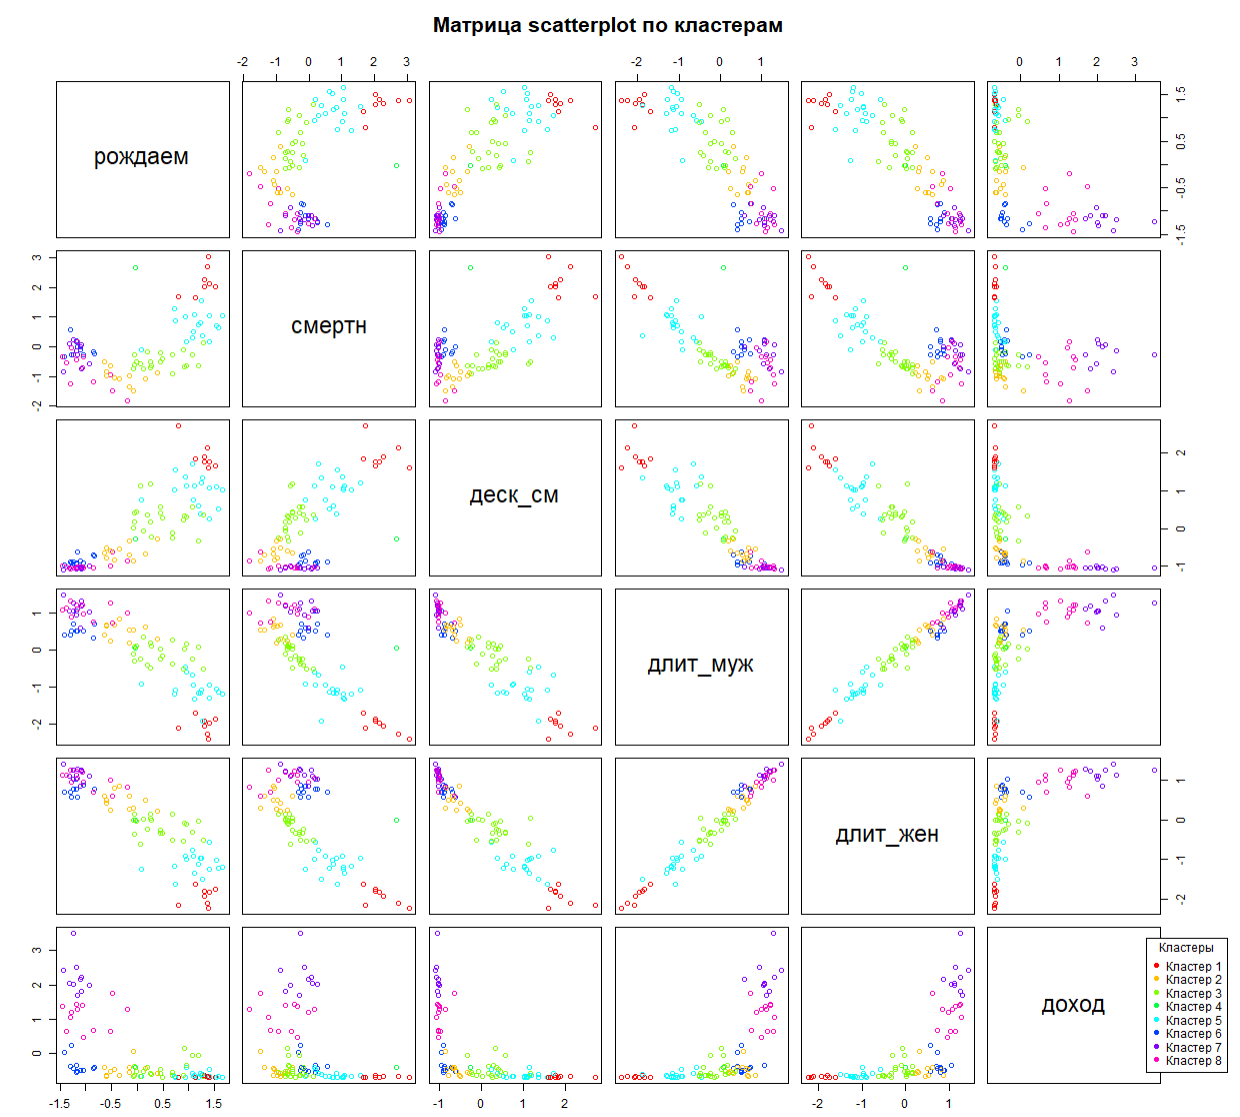 Матрица scatterplot по кластерам
-2 -1 0 1 2 3
-2 -1 0 1
0 1 2 3
рождаем
-1.5 -0.5 0.5 1.5
-2 -1 0 1 2 3
смертн
деск_см
-1 0 1 2
-2 -1 0 1
длит_муж
длит_жен
-2 -1 0 1
0 1 2 3
доход
Кластеры
Кластер 1
Кластер 2
Кластер 3
Кластер 4
Кластер 5
Кластер 6
Кластер 7
Кластер 8
-1.5 -0.5 0.5 1.5
-1 0 1 2
-2 -1 0 1